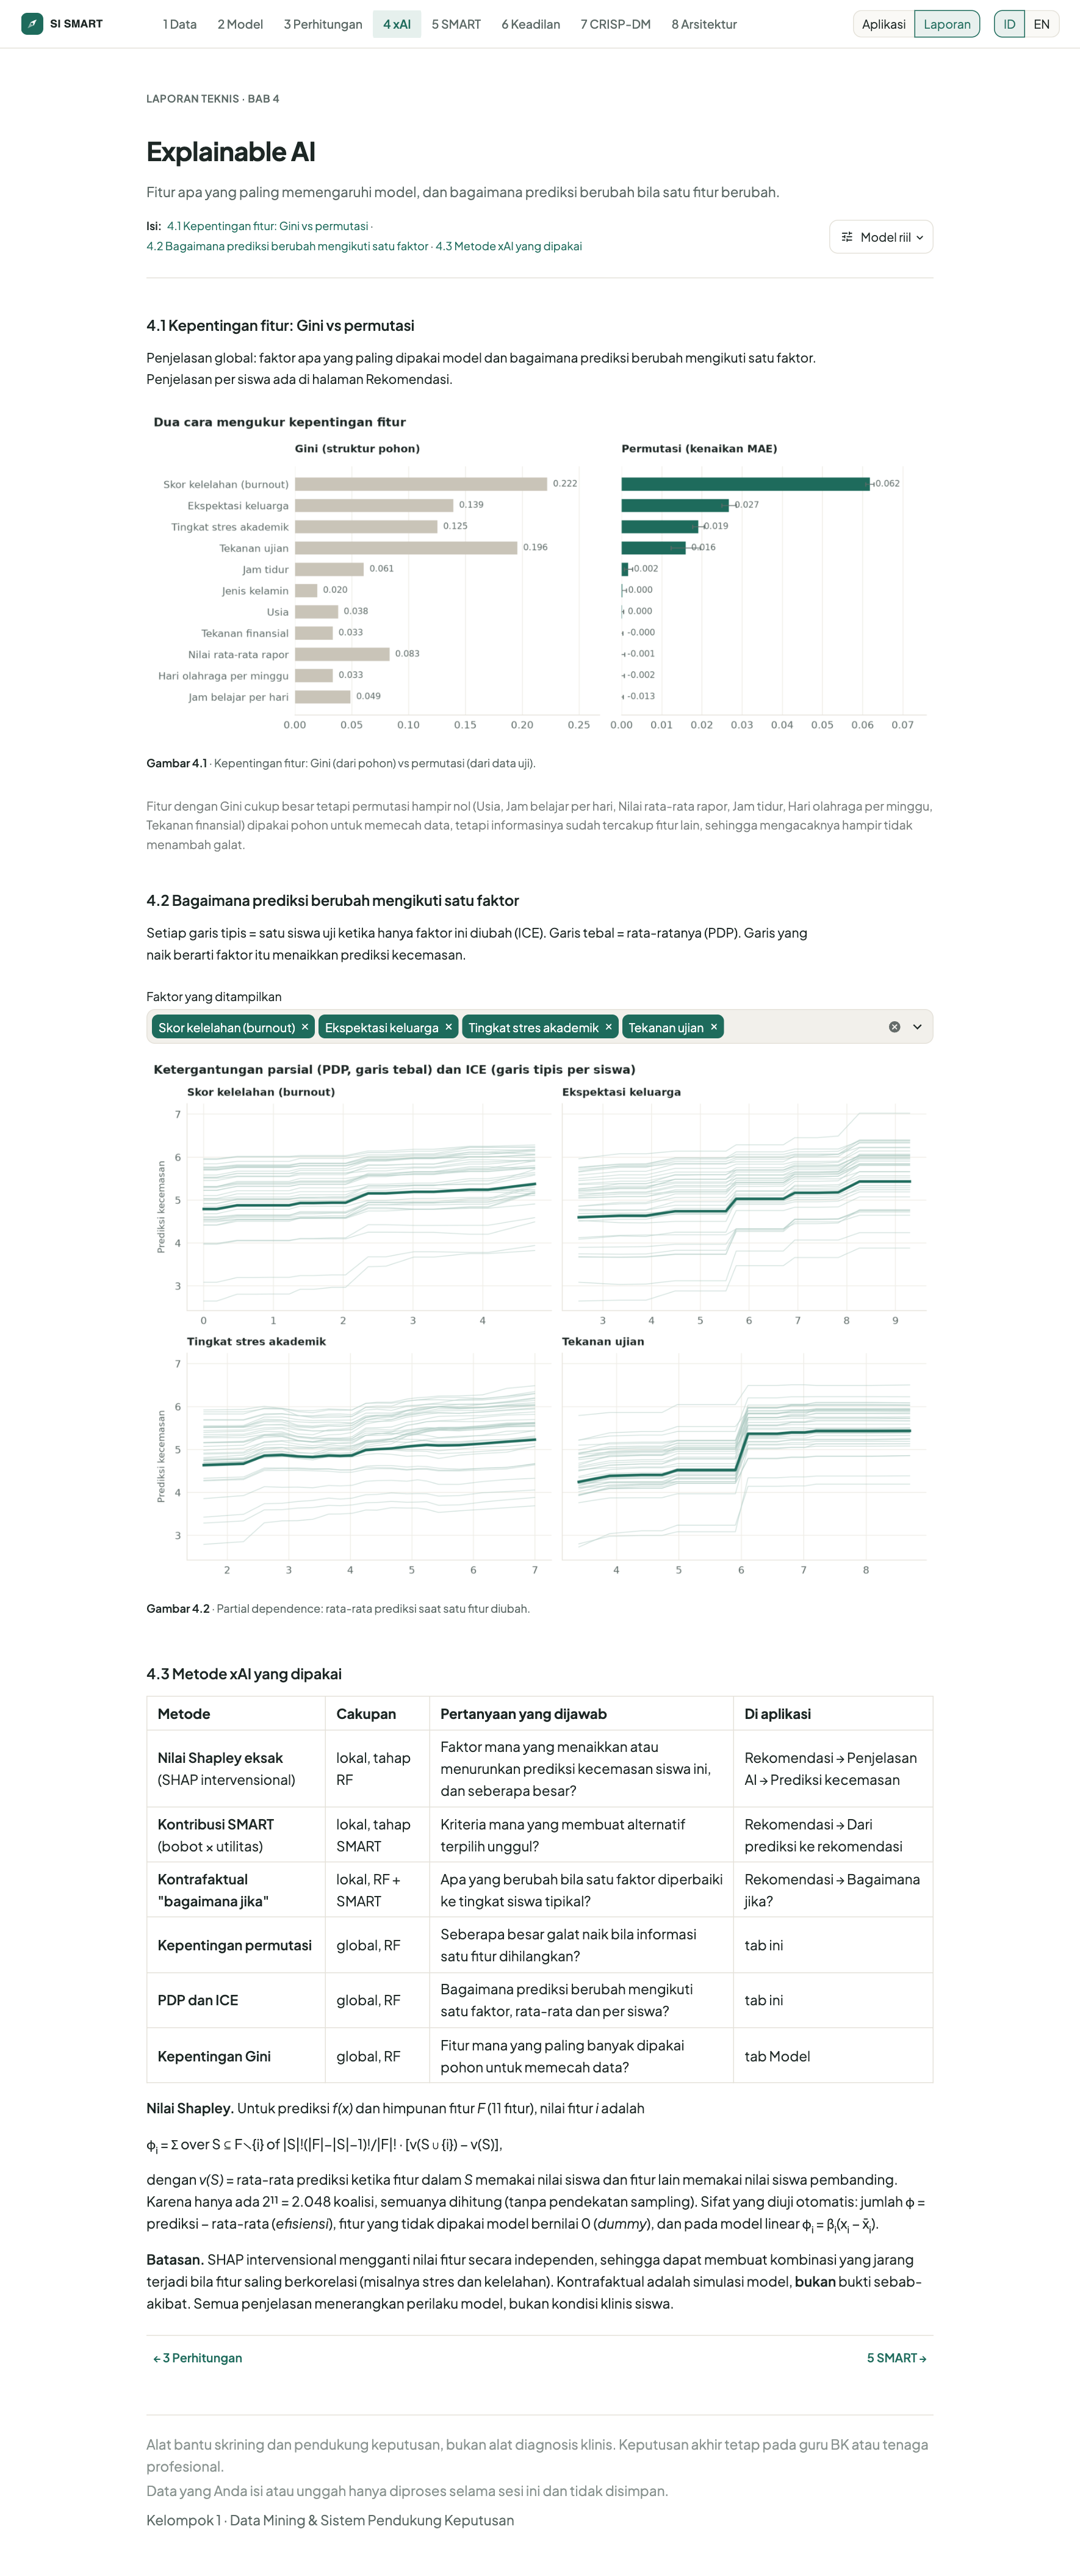 SI SMART
1 Data
2 Model
3 Perhitungan
4 xAI
5 SMART
6 Keadilan
7 CRISP-DM
8 Arsitektur
Aplikasi
Laporan
ID
EN
LAPORAN TEKNIS · BAB 4
Explainable AI
Fitur apa yang paling memengaruhi model, dan bagaimana prediksi berubah bila satu fitur berubah.
Isi: 4.1 Kepentingan fitur: Gini vs permutasi ·
4.2 Bagaimana prediksi berubah mengikuti satu faktor · 4.3 Metode xAI yang dipakai
Model riil
4.1 Kepentingan fitur: Gini vs permutasi
Penjelasan global: faktor apa yang paling dipakai model dan bagaimana prediksi berubah mengikuti satu faktor.
Penjelasan per siswa ada di halaman Rekomendasi.
Dua cara mengukur kepentingan fitur
Gini (struktur pohon)
Permutasi (kenaikan MAE)
Skor kelelahan (burnout) 0.222 0.062
Ekspektasi keluarga 0.139 0.027
Tingkat stres akademik 0.125 0.019
Tekanan ujian 0.196 0.016
Jam tidur 0.061 0.002
Jenis kelamin 0.020 0.000
Usia 0.038 0.000
Tekanan finansial 0.033 -0.000
Nilai rata-rata rapor 0.083 -0.001
Hari olahraga per minggu 0.033 -0.002
Jam belajar per hari 0.049 -0.013
0.00 0.05 0.10 0.15 0.20 0.25
0.00 0.01 0.02 0.03 0.04 0.05 0.06 0.07
Gambar 4.1 · Kepentingan fitur: Gini (dari pohon) vs permutasi (dari data uji).
Fitur dengan Gini cukup besar tetapi permutasi hampir nol (Usia, Jam belajar per hari, Nilai rata-rata rapor, Jam tidur, Hari olahraga per minggu,
Tekanan finansial) dipakai pohon untuk memecah data, tetapi informasinya sudah tercakup fitur lain, sehingga mengacaknya hampir tidak
menambah galat.
4.2 Bagaimana prediksi berubah mengikuti satu faktor
Setiap garis tipis = satu siswa uji ketika hanya faktor ini diubah (ICE). Garis tebal = rata-ratanya (PDP). Garis yang
naik berarti faktor itu menaikkan prediksi kecemasan.
Faktor yang ditampilkan
Skor kelelahan (burnout) ×
Ekspektasi keluarga ×
Tingkat stres akademik ×
Tekanan ujian ×
Ketergantungan parsial (PDP, garis tebal) dan ICE (garis tipis per siswa)
Skor kelelahan (burnout)
Prediksi kecemasan
7
6
5
4
3
0 1 2 3 4
Ekspektasi keluarga
3 4 5 6 7 8 9
Tingkat stres akademik
Prediksi kecemasan
7
6
5
4
3
2 3 4 5 6 7
Tekanan ujian
4 5 6 7 8
Gambar 4.2 · Partial dependence: rata-rata prediksi saat satu fitur diubah.
4.3 Metode xAI yang dipakai
Metode
Cakupan
Pertanyaan yang dijawab
Di aplikasi
Nilai Shapley eksak
(SHAP intervensional)
lokal, tahap
RF
Faktor mana yang menaikkan atau
menurunkan prediksi kecemasan siswa ini,
dan seberapa besar?
Rekomendasi → Penjelasan
AI → Prediksi kecemasan
Kontribusi SMART
(bobot × utilitas)
lokal, tahap
SMART
Kriteria mana yang membuat alternatif
terpilih unggul?
Rekomendasi → Dari
prediksi ke rekomendasi
Kontrafaktual
"bagaimana jika"
lokal, RF +
SMART
Apa yang berubah bila satu faktor diperbaiki
ke tingkat siswa tipikal?
Rekomendasi → Bagaimana
jika?
Kepentingan permutasi
global, RF
Seberapa besar galat naik bila informasi
satu fitur dihilangkan?
tab ini
PDP dan ICE
global, RF
Bagaimana prediksi berubah mengikuti
satu faktor, rata-rata dan per siswa?
tab ini
Kepentingan Gini
global, RF
Fitur mana yang paling banyak dipakai
pohon untuk memecah data?
tab Model
Nilai Shapley. Untuk prediksi f(x) dan himpunan fitur F (11 fitur), nilai fitur i adalah
ϕi = Σ over S ⊆ F∖{i} of |S|!(|F|−|S|−1)!/|F|! · [v(S ∪ {i}) − v(S)],
dengan v(S) = rata-rata prediksi ketika fitur dalam S memakai nilai siswa dan fitur lain memakai nilai siswa pembanding.
Karena hanya ada 2¹¹ = 2.048 koalisi, semuanya dihitung (tanpa pendekatan sampling). Sifat yang diuji otomatis: jumlah ϕ =
prediksi − rata-rata (efisiensi), fitur yang tidak dipakai model bernilai 0 (dummy), dan pada model linear ϕi = βi(xi − x̄i).
Batasan. SHAP intervensional mengganti nilai fitur secara independen, sehingga dapat membuat kombinasi yang jarang
terjadi bila fitur saling berkorelasi (misalnya stres dan kelelahan). Kontrafaktual adalah simulasi model, bukan bukti sebab-
akibat. Semua penjelasan menerangkan perilaku model, bukan kondisi klinis siswa.
← 3 Perhitungan
5 SMART →
Alat bantu skrining dan pendukung keputusan, bukan alat diagnosis klinis. Keputusan akhir tetap pada guru BK atau tenaga
profesional.
Data yang Anda isi atau unggah hanya diproses selama sesi ini dan tidak disimpan.
Kelompok 1 · Data Mining & Sistem Pendukung Keputusan